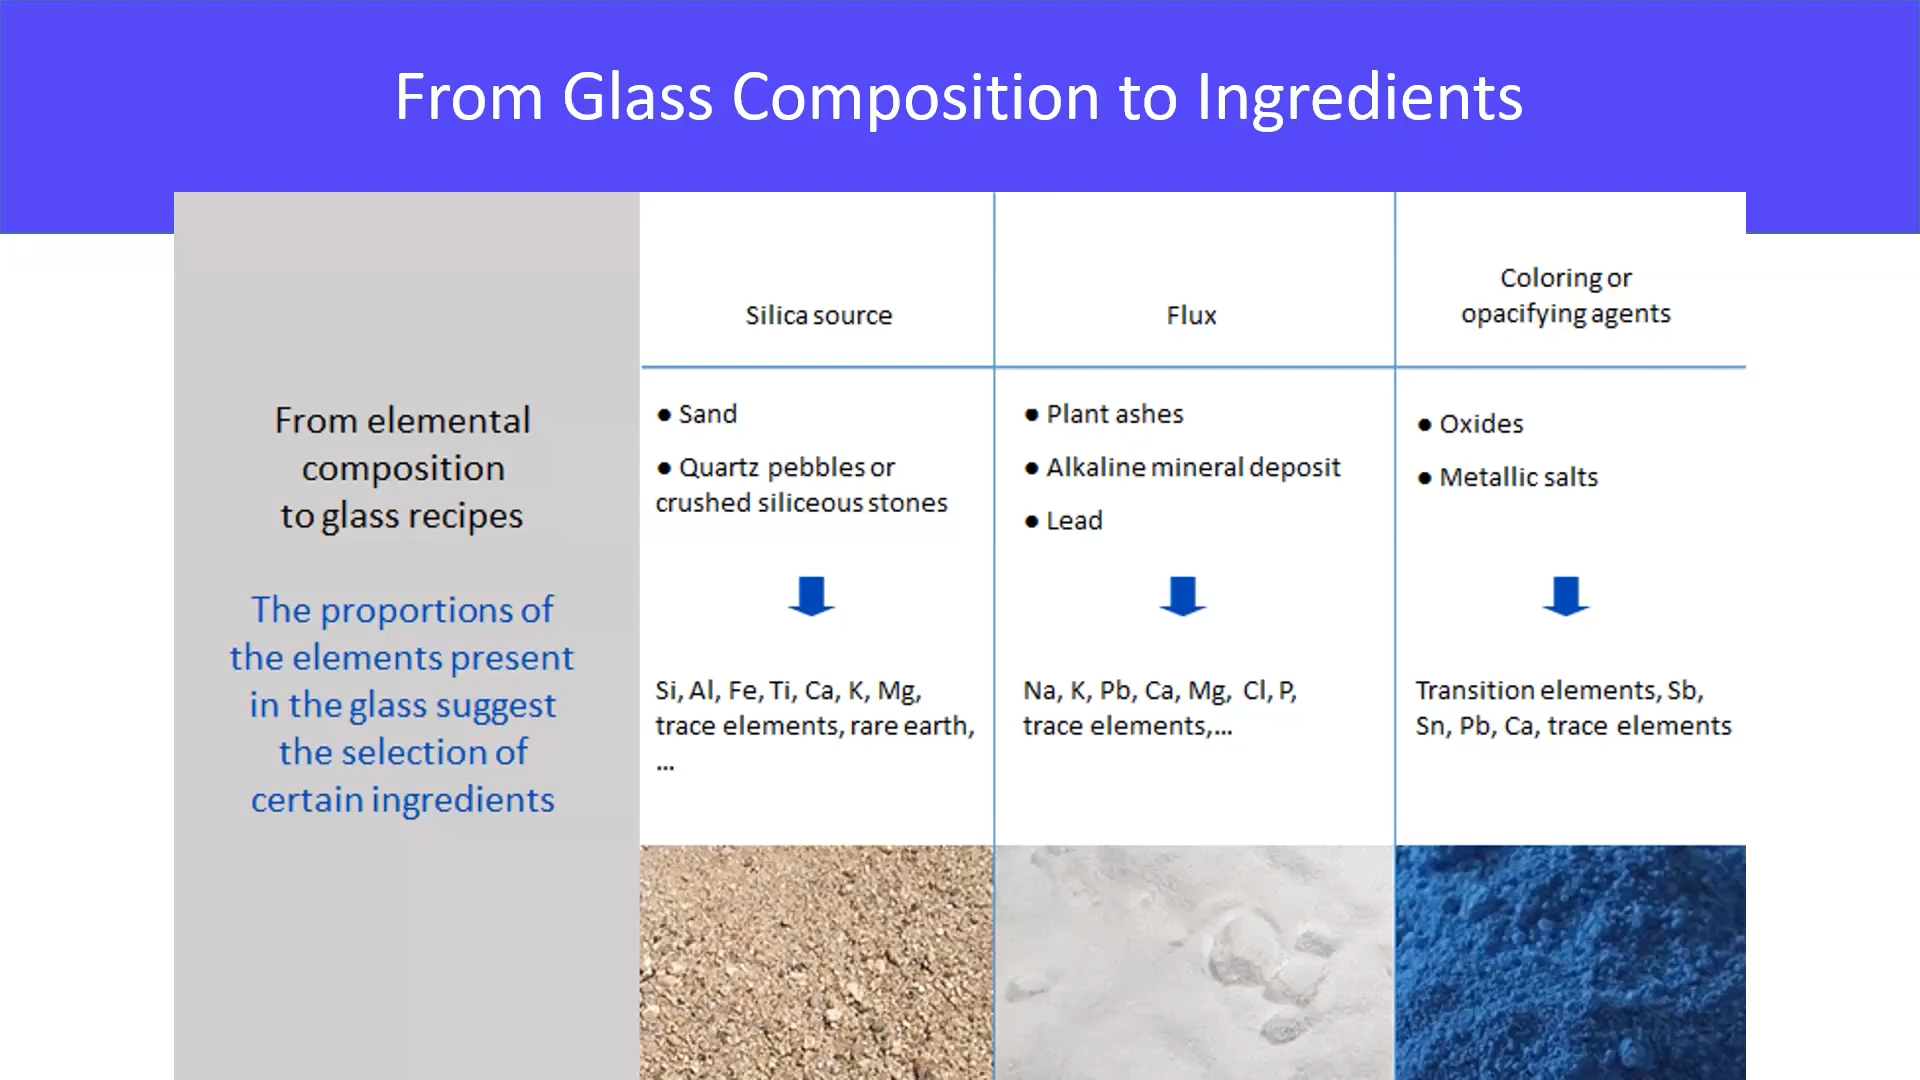 From Glass Composition to Ingredients
From elemental
composition
to glass recipes
The proportions of
the elements present
in the glass suggest
the selection of
certain ingredients
Silica source
● Sand
● Quartz pebbles or
crushed siliceous stones
Si, Al, Fe, Ti, Ca, K, Mg,
trace elements, rare earth,
...
Flux
● Plant ashes
● Alkaline mineral deposit
● Lead
Na, K, Pb, Ca, Mg, Cl, P,
trace elements,...
Coloring or
opacifying agents
● Oxides
● Metallic salts
Transition elements, Sb,
Sn, Pb, Ca, trace elements